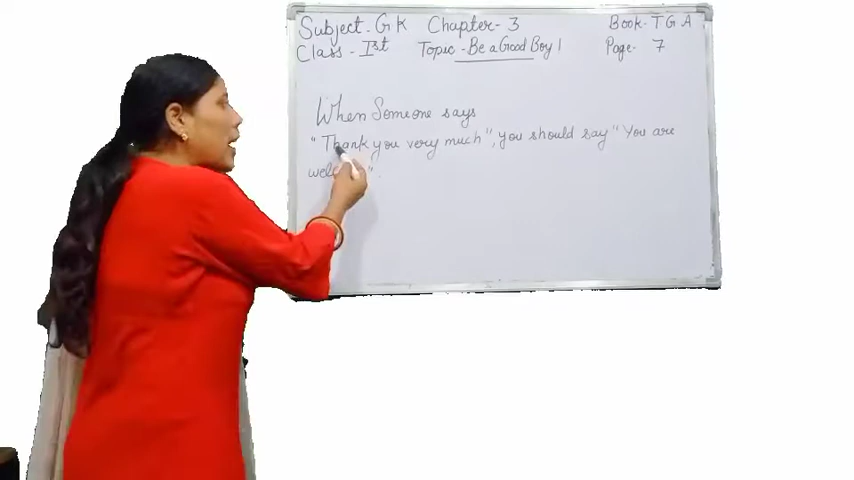 Subject. G K Chapter- 3 Book- T G A
Class - Ist Topic - Be a Good Boy! Page- 7
When Someone says
"Thank you very much", you should say "You are